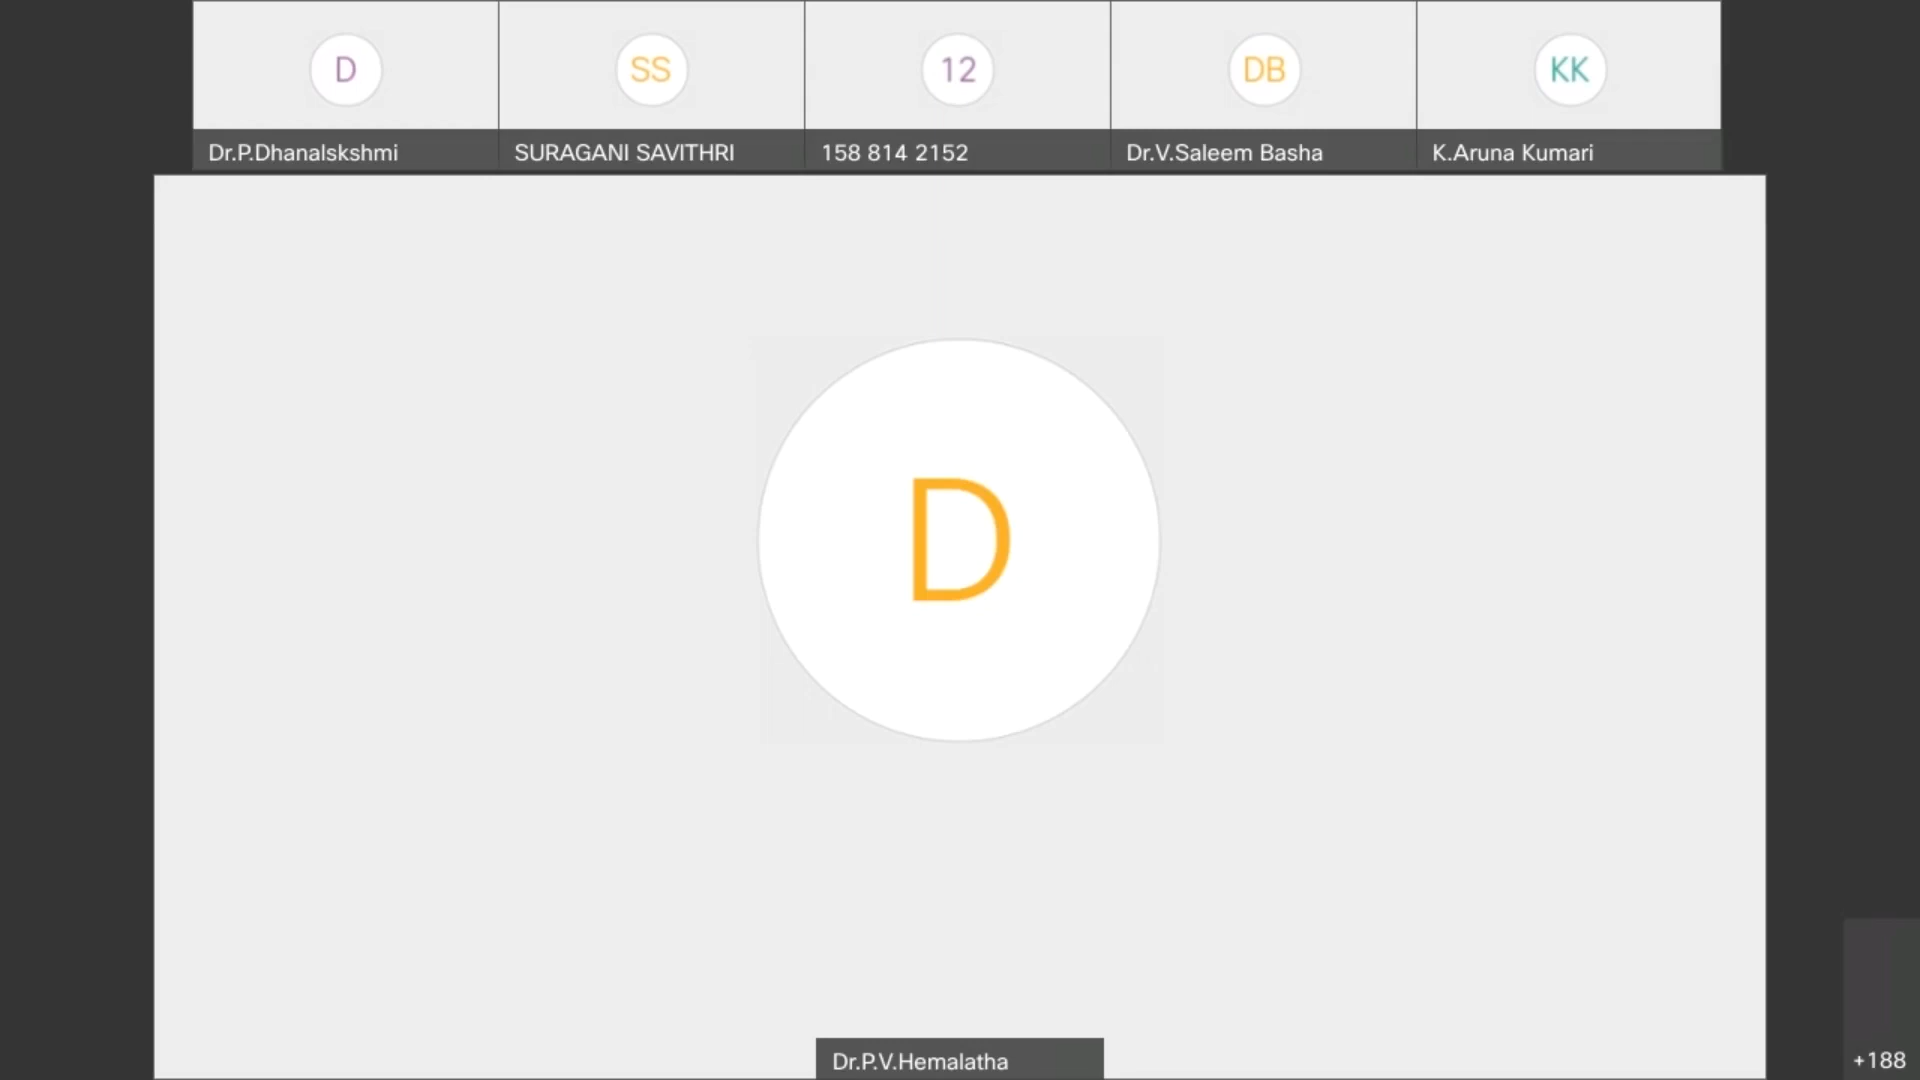 D
SS
12
DB
KK
Dr.P.Dhanalskshmi
SURAGANI SAVITHRI
158 814 2152
Dr.V.Saleem Basha
K.Aruna Kumari
D
Dr.P.V.Hemalatha
+188